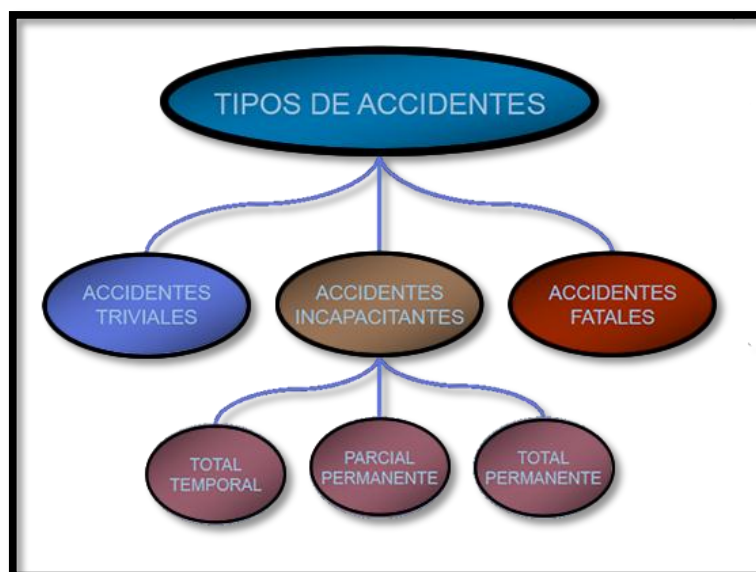 TIPOS DE ACCIDENTES
ACCIDENTES
TRIVIALES
ACCIDENTES
INCAPACITANTES
ACCIDENTES
FATALES
TOTAL
TEMPORAL
PARCIAL
PERMANENTE
TOTAL
PERMANENTE